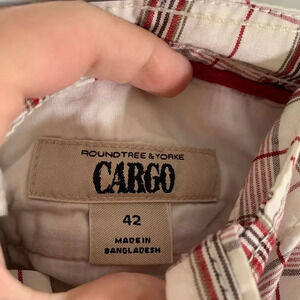 ROUNDTREE & YORKE
CARGO
42
MADE IN
BANGLADESH